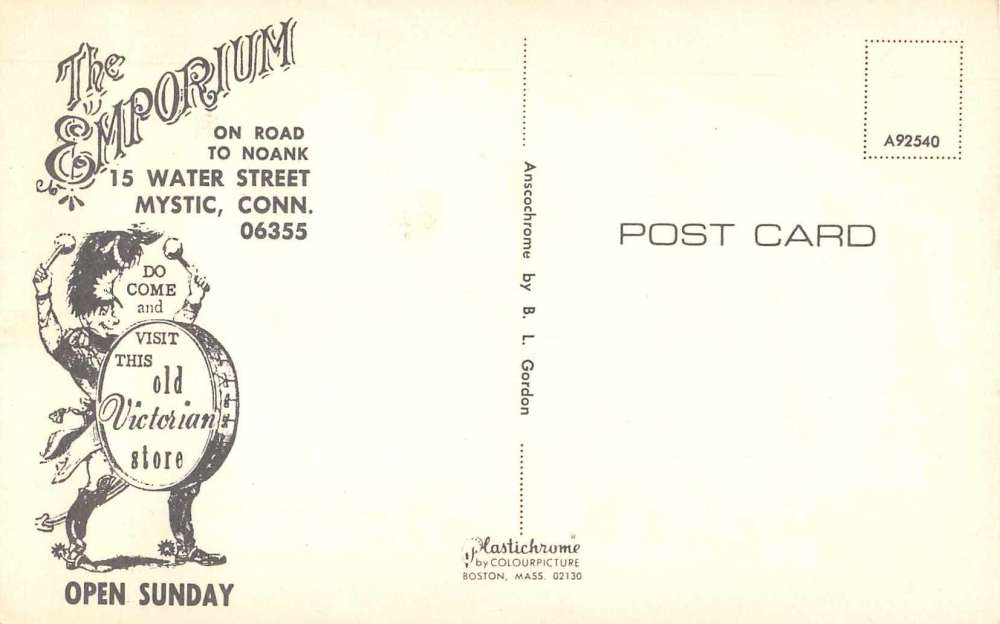 The
EMPORIUM
ON ROAD
TO NOANK
15 WATER STREET
MYSTIC, CONN.
06355
DO
COME
and
VISIT
THIS
old
Victorian
store
OPEN SUNDAY
Anscochrome by B. L. Gordon
Plastichrome
by COLOURPICTURE
BOSTON, MASS. 02130
A92540
POST CARD